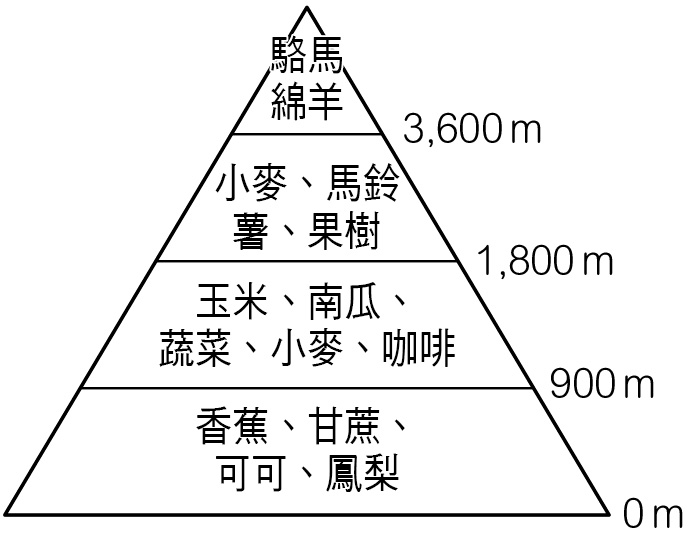 駱馬
綿羊
3,600 m
小麥、馬鈴
薯、果樹
1,800 m
玉米、南瓜、
蔬菜、小麥、咖啡
900 m
香蕉、甘蔗、
可可、鳳梨
0 m